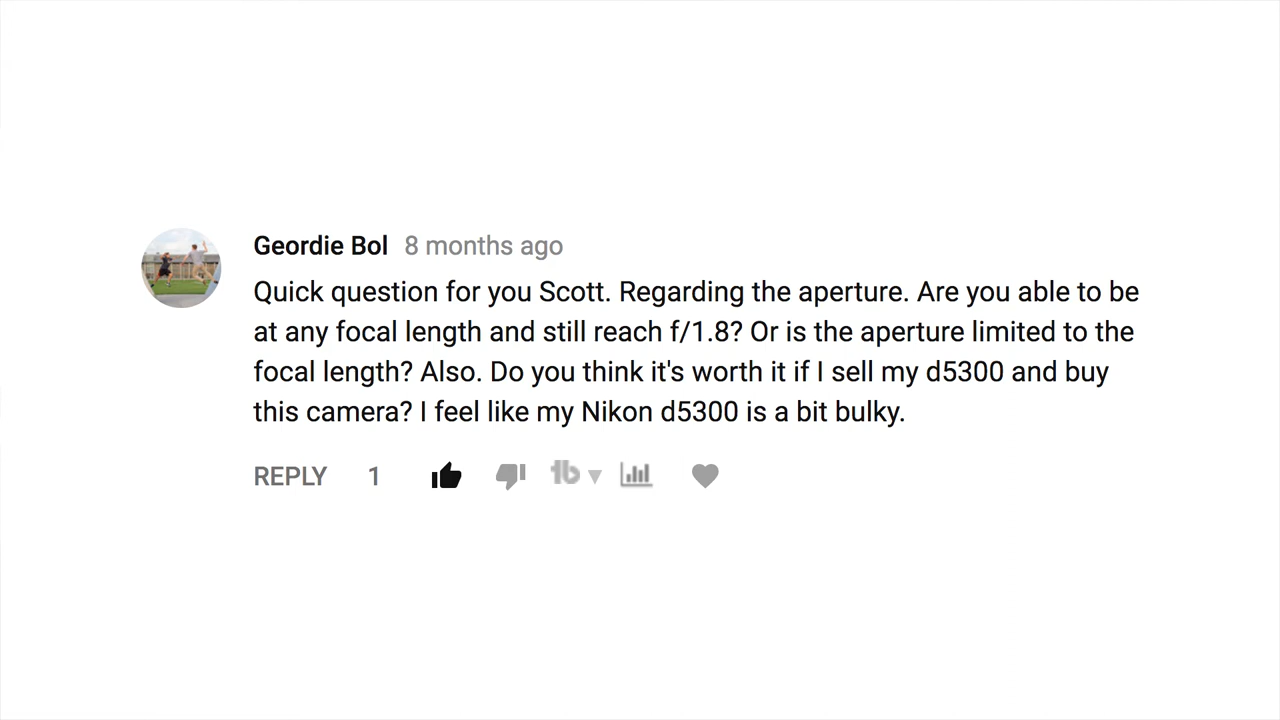 Geordie Bol 8 months ago
Quick question for you Scott. Regarding the aperture. Are you able to be
at any focal length and still reach f/1.8? Or is the aperture limited to the
focal length? Also. Do you think it's worth it if I sell my d5300 and buy
this camera? I feel like my Nikon d5300 is a bit bulky.
REPLY 1 tb